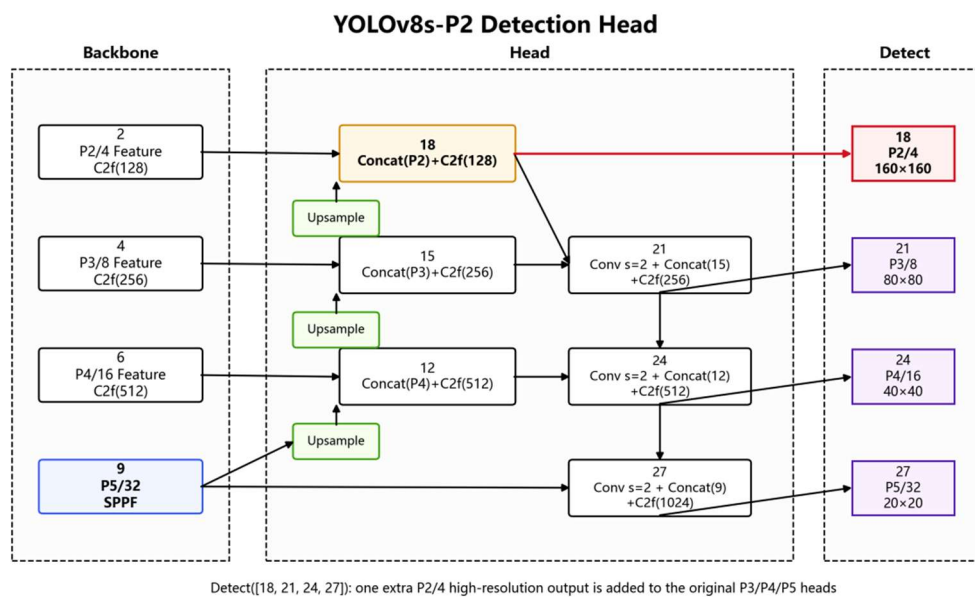 YOLOv8s-P2 Detection Head
Backbone
Head
Detect
2
P2/4 Feature
C2f(128)
18
Concat(P2)+C2f(128)
18
P2/4
160×160
Upsample
4
P3/8 Feature
C2f(256)
15
Concat(P3)+C2f(256)
21
Conv s=2 + Concat(15)
+C2f(256)
21
P3/8
80×80
Upsample
6
P4/16 Feature
C2f(512)
12
Concat(P4)+C2f(512)
24
Conv s=2 + Concat(12)
+C2f(512)
24
P4/16
40×40
Upsample
9
P5/32
SPPF
27
Conv s=2 + Concat(9)
+C2f(1024)
27
P5/32
20×20
Detect([18, 21, 24, 27]): one extra P2/4 high-resolution output is added to the original P3/P4/P5 heads